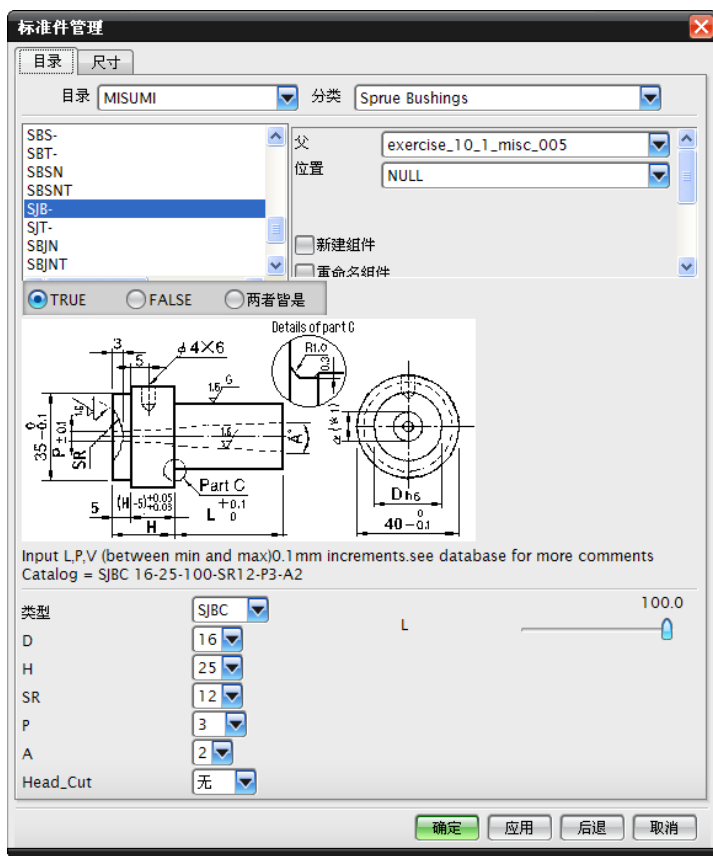 标准件管理
目录 尺寸
目录 MISUMI 分类 Sprue Bushings
SBS-
SBT-
SBSN
SBSNT
SJB-
SJT-
SBJN
SBJNT
父 exercise_10_1_misc_005
位置 NULL
新建组件
重命名组件
TRUE FALSE 两者皆是
Details of part C
3
5
ϕ4×6
R1.0
0.3
1.6 G
1.6
1.6
35 0 -0.1
P ±0.1
SR
A°
α(※1)
Part C
5
(H-5) +0.05 +0.03
H
L +0.1 0
D h6
40 -0.1
Input L,P,V (between min and max)0.1mm increments.see database for more comments
Catalog = SJBC 16-25-100-SR12-P3-A2
类型 SJBC
D 16
H 25
SR 12
P 3
A 2
Head_Cut 无
L 100.0
确定 应用 后退 取消